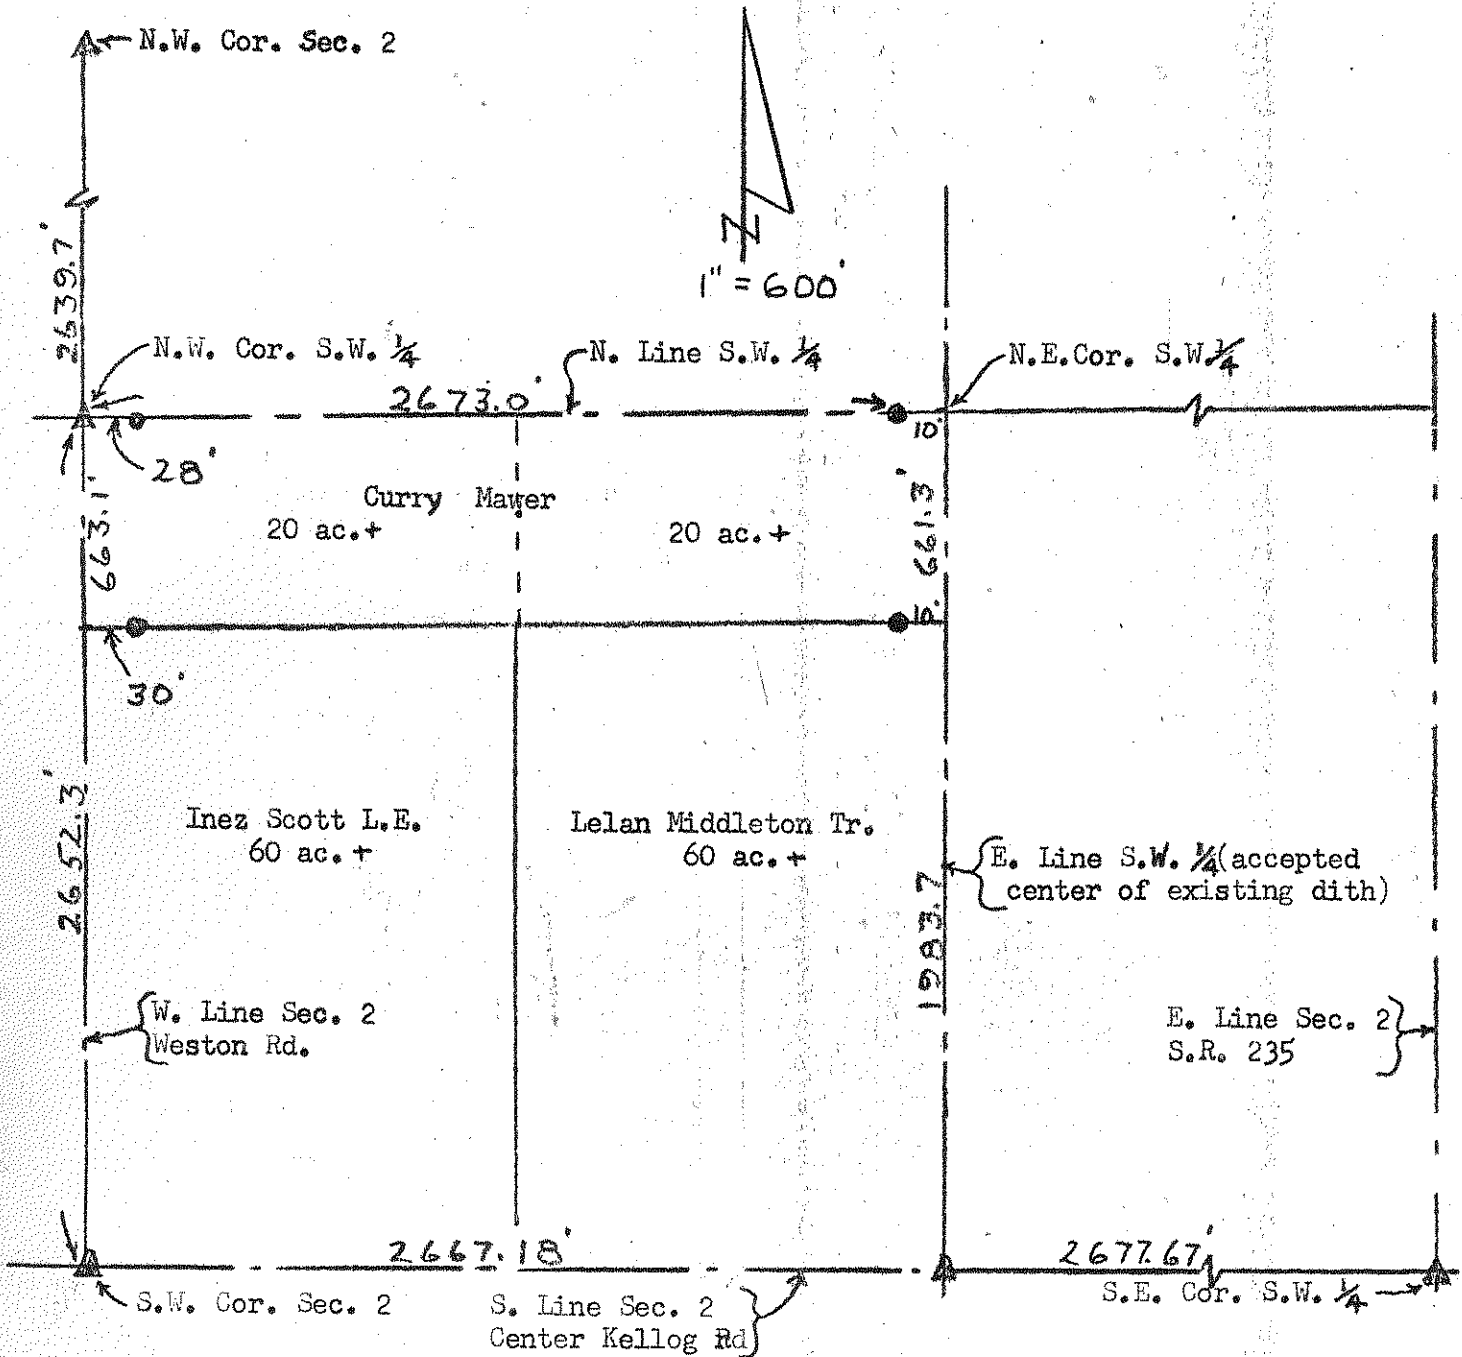 N.W. Cor. Sec. 2
N
1" = 600'
2639.7'
N.W. Cor. S.W. 1/4
N. Line S.W. 1/4
N.E.Cor. S.W.1/4
2673.0'
10'
28'
663.1'
Curry Mawer
20 ac.+
20 ac.+
661.3'
10'
30'
2652.3'
Inez Scott L.E.
60 ac.+
Lelan Middleton Tr.
60 ac.+
1983.7
E. Line S.W. 1/4(accepted
center of existing dith)
W. Line Sec. 2
Weston Rd.
E. Line Sec. 2
S.R. 235
2667.18'
2677.67'
S.W. Cor. Sec. 2
S. Line Sec. 2
Center Kellog Rd
S.E. Cor. S.W. 1/4